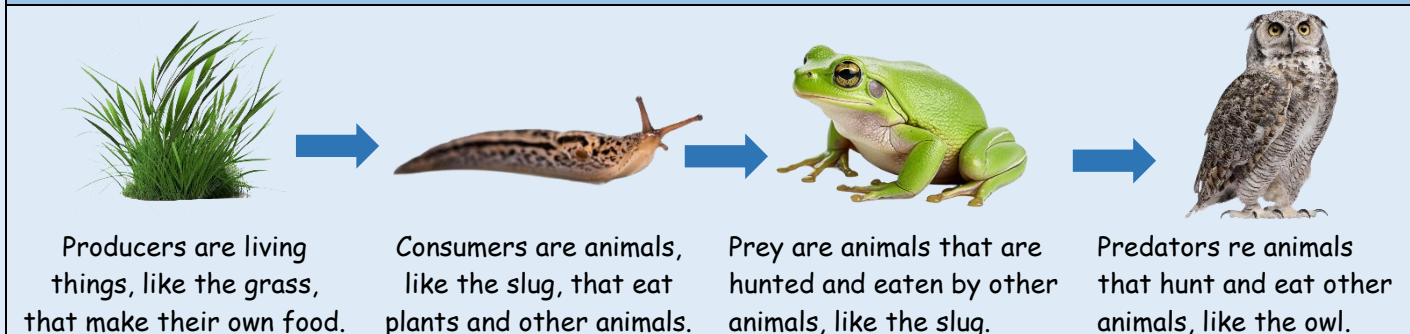 Producers are living
things, like the grass,
that make their own food.
Consumers are animals,
like the slug, that eat
plants and other animals.
Prey are animals that are
hunted and eaten by other
animals, like the slug.
Predators re animals
that hunt and eat other
animals, like the owl.